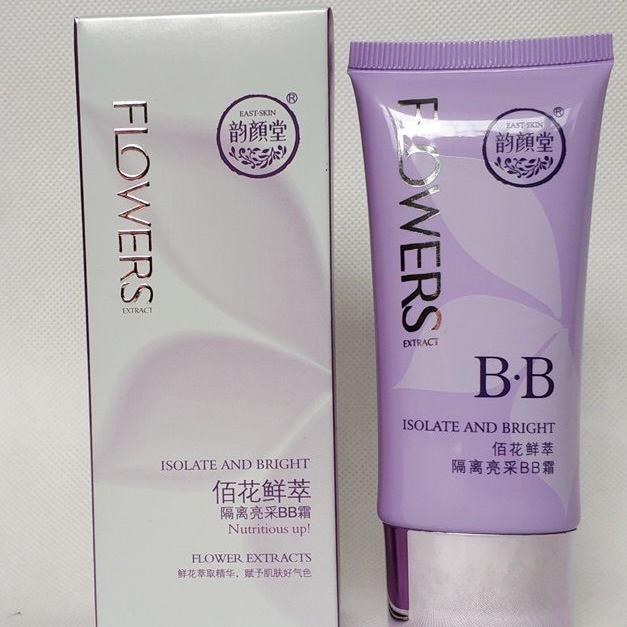 FLOWERS
EXTRACT
®
EAST-SKIN
韵顔堂
ISOLATE AND BRIGHT
佰花鲜萃
隔离亮采BB霜
Nutritious up!
FLOWER EXTRACTS
鲜花萃取精华，赋予肌肤好气色
FLOWERS
EXTRACT
®
EAST-SKIN
韵顔堂
B·B
ISOLATE AND BRIGHT
佰花鲜萃
隔离亮采BB霜